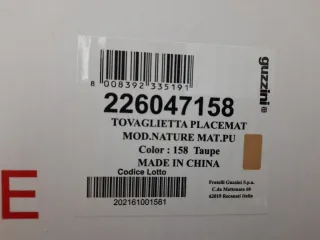 8 008392 335191
guzzini
226047158
TOVAGLIETTA PLACEMAT
MOD.NATURE MAT.PU
Color : 158 Taupe
MADE IN CHINA
Codice Lotto
202161001581
Fratelli Guzzini S.p.a.
C.da Mattonata 60
62019 Recanati Italia
E